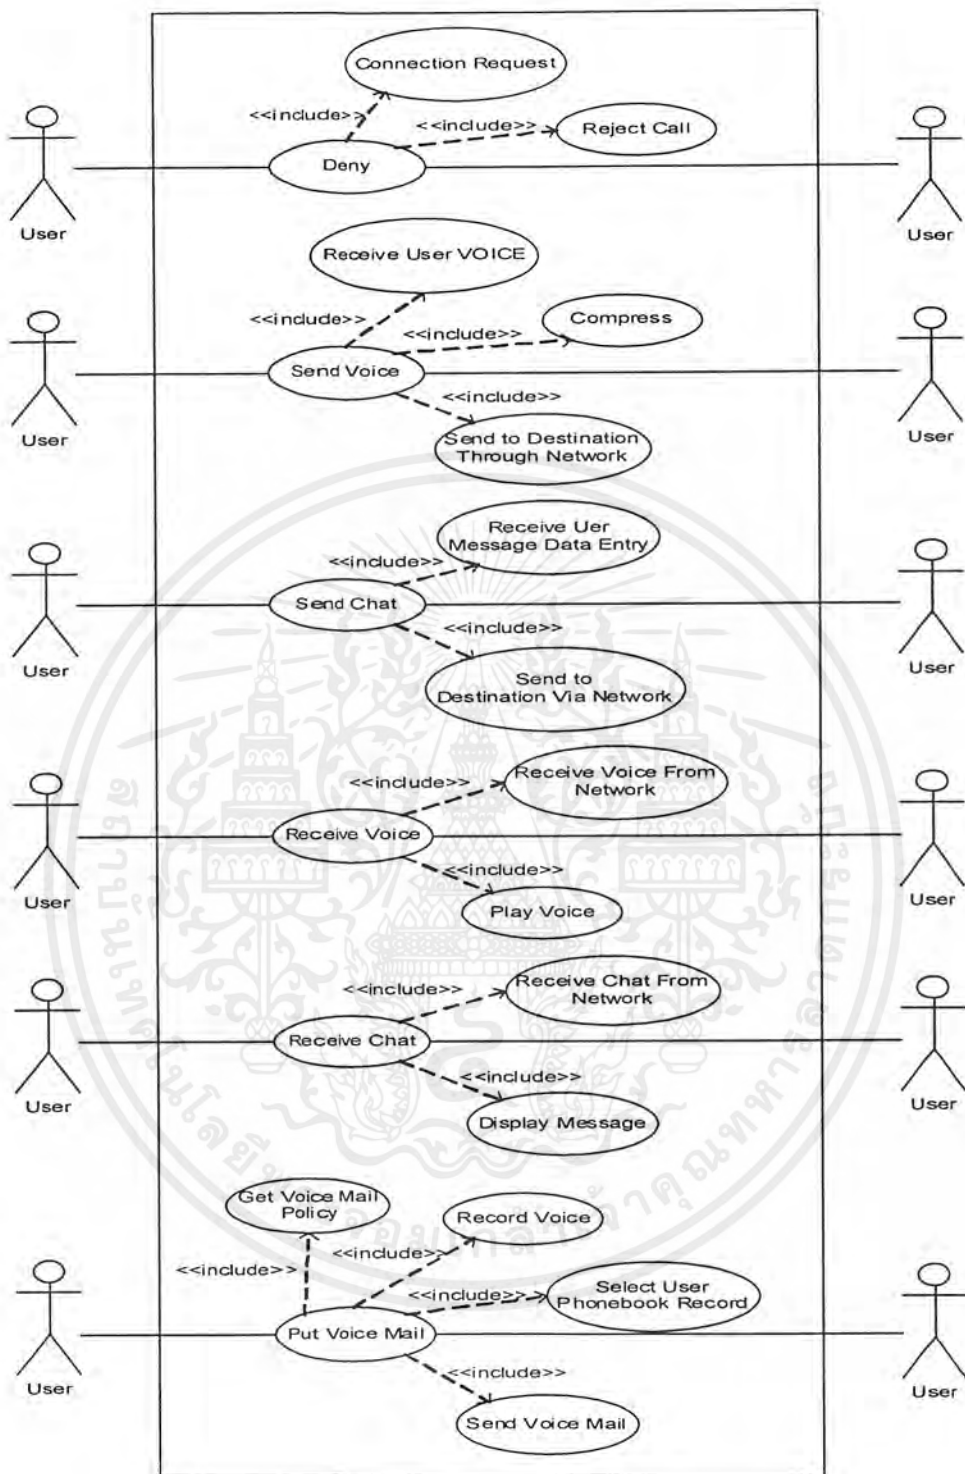 Connection Request
<<include>>
<<include>>
Reject Call
Deny
User
User
Receive User VOICE
<<include>>
<<include>>
Compress
Send Voice
<<include>>
User
User
Send to Destination
Through Network
Receive Uer
Message Data Entry
<<include>>
Send Chat
<<include>>
User
User
Send to
Destination Via Network
Receive Voice From
Network
<<include>>
Receive Voice
<<include>>
Play Voice
User
User
Receive Chat From
Network
<<include>>
Receive Chat
<<include>>
User
User
Display Message
Get Voice Mail
Policy
Record Voice
<<include>>
<<include>>
Select User
Phonebook Record
<<include>>
Put Voice Mail
<<include>>
User
User
Send Voice Mail